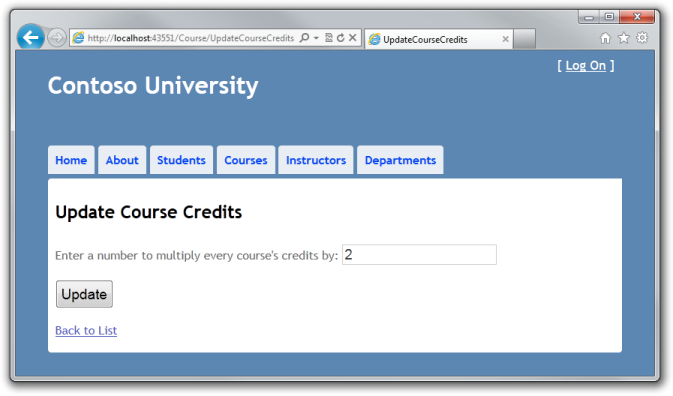 http://localhost:43551/Course/UpdateCourseCredits
UpdateCourseCredits
[ Log On ]
Contoso University
Home About Students Courses Instructors Departments
Update Course Credits
Enter a number to multiply every course's credits by: 2
Update
Back to List